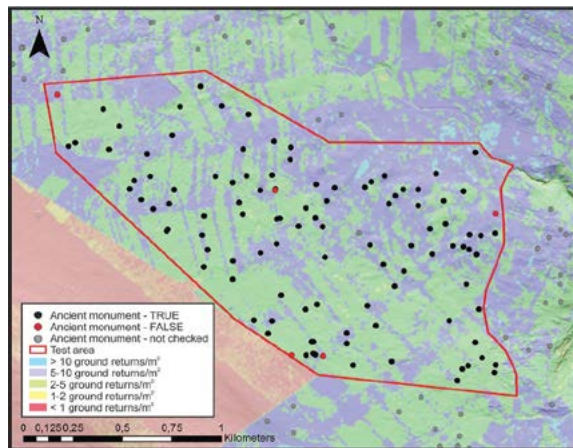 N
Ancient monument - TRUE
Ancient monument - FALSE
Ancient monument - not checked
Test area
> 10 ground returns/m²
5-10 ground returns/m²
2-5 ground returns/m²
1-2 ground returns/m²
< 1 ground returns/m²
0 0,125 0,25 0,5 0,75 1
Kilometers